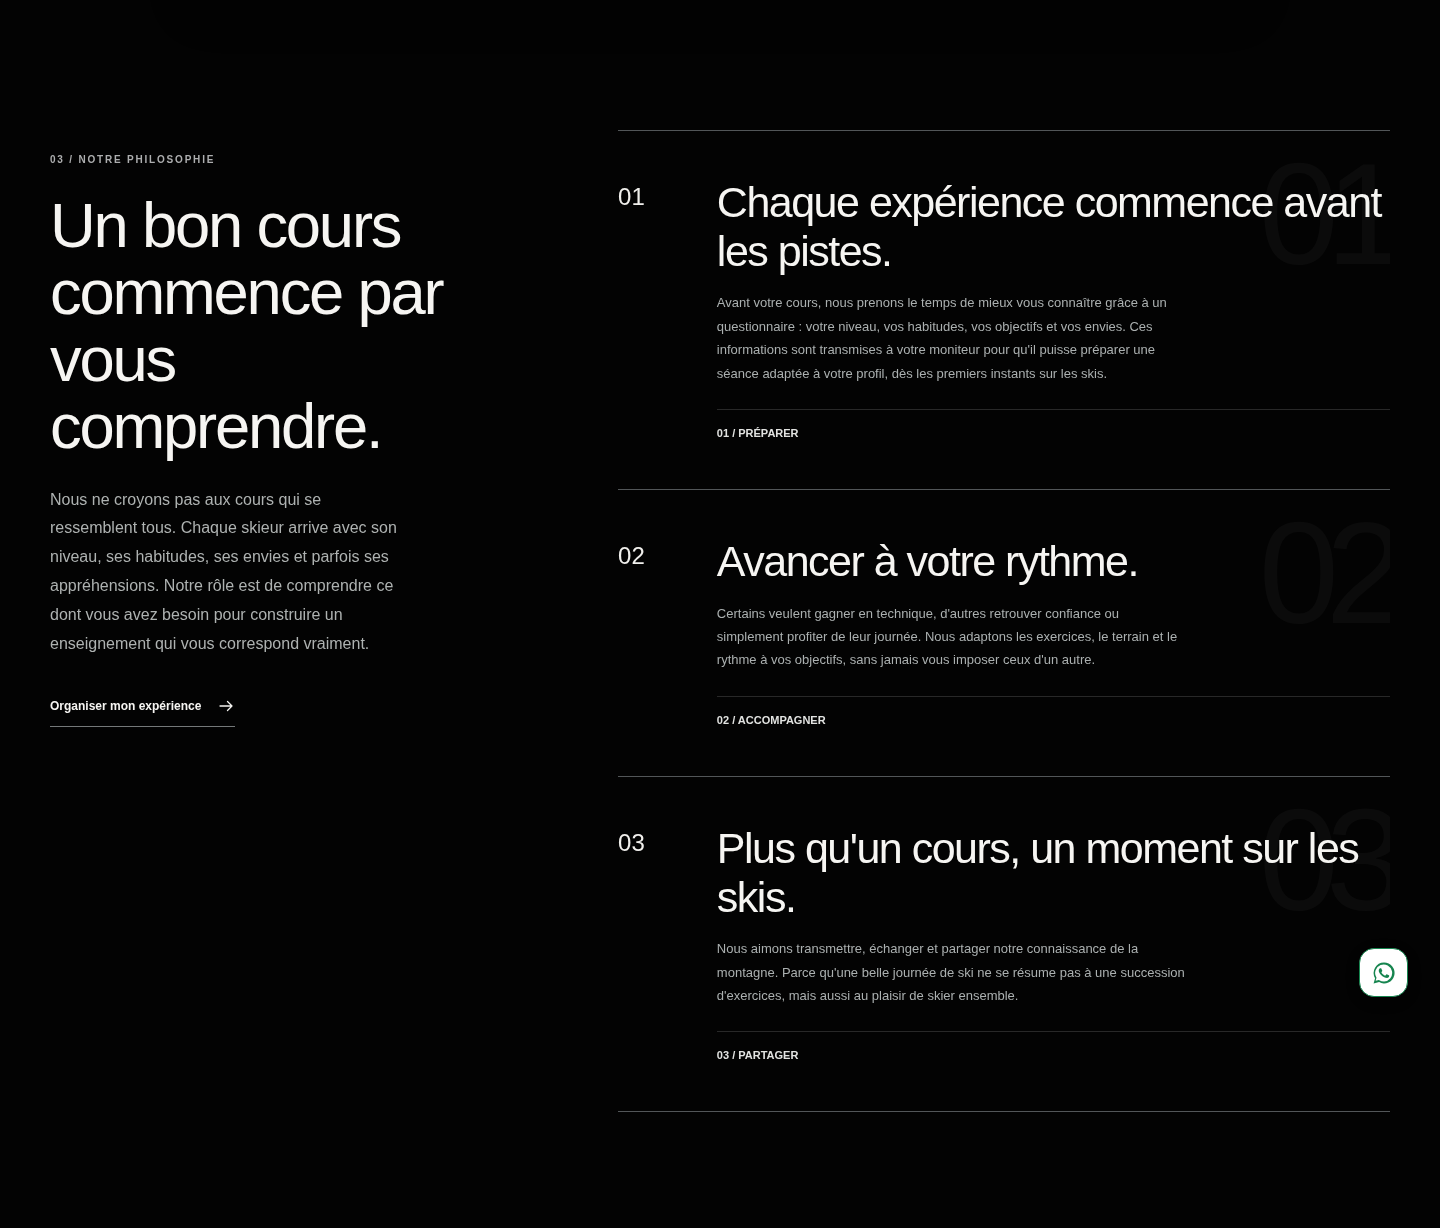 03 / NOTRE PHILOSOPHIE
Un bon cours
commence par
vous
comprendre.
Nous ne croyons pas aux cours qui se
ressemblent tous. Chaque skieur arrive avec son
niveau, ses habitudes, ses envies et parfois ses
appréhensions. Notre rôle est de comprendre ce
dont vous avez besoin pour construire un
enseignement qui vous correspond vraiment.
Organiser mon expérience
01
01
Chaque expérience commence avant
les pistes.
Avant votre cours, nous prenons le temps de mieux vous connaître grâce à un
questionnaire : votre niveau, vos habitudes, vos objectifs et vos envies. Ces
informations sont transmises à votre moniteur pour qu'il puisse préparer une
séance adaptée à votre profil, dès les premiers instants sur les skis.
01 / PRÉPARER
02
02
Avancer à votre rythme.
Certains veulent gagner en technique, d'autres retrouver confiance ou
simplement profiter de leur journée. Nous adaptons les exercices, le terrain et le
rythme à vos objectifs, sans jamais vous imposer ceux d'un autre.
02 / ACCOMPAGNER
03
03
Plus qu'un cours, un moment sur les
skis.
Nous aimons transmettre, échanger et partager notre connaissance de la
montagne. Parce qu'une belle journée de ski ne se résume pas à une succession
d'exercices, mais aussi au plaisir de skier ensemble.
03 / PARTAGER